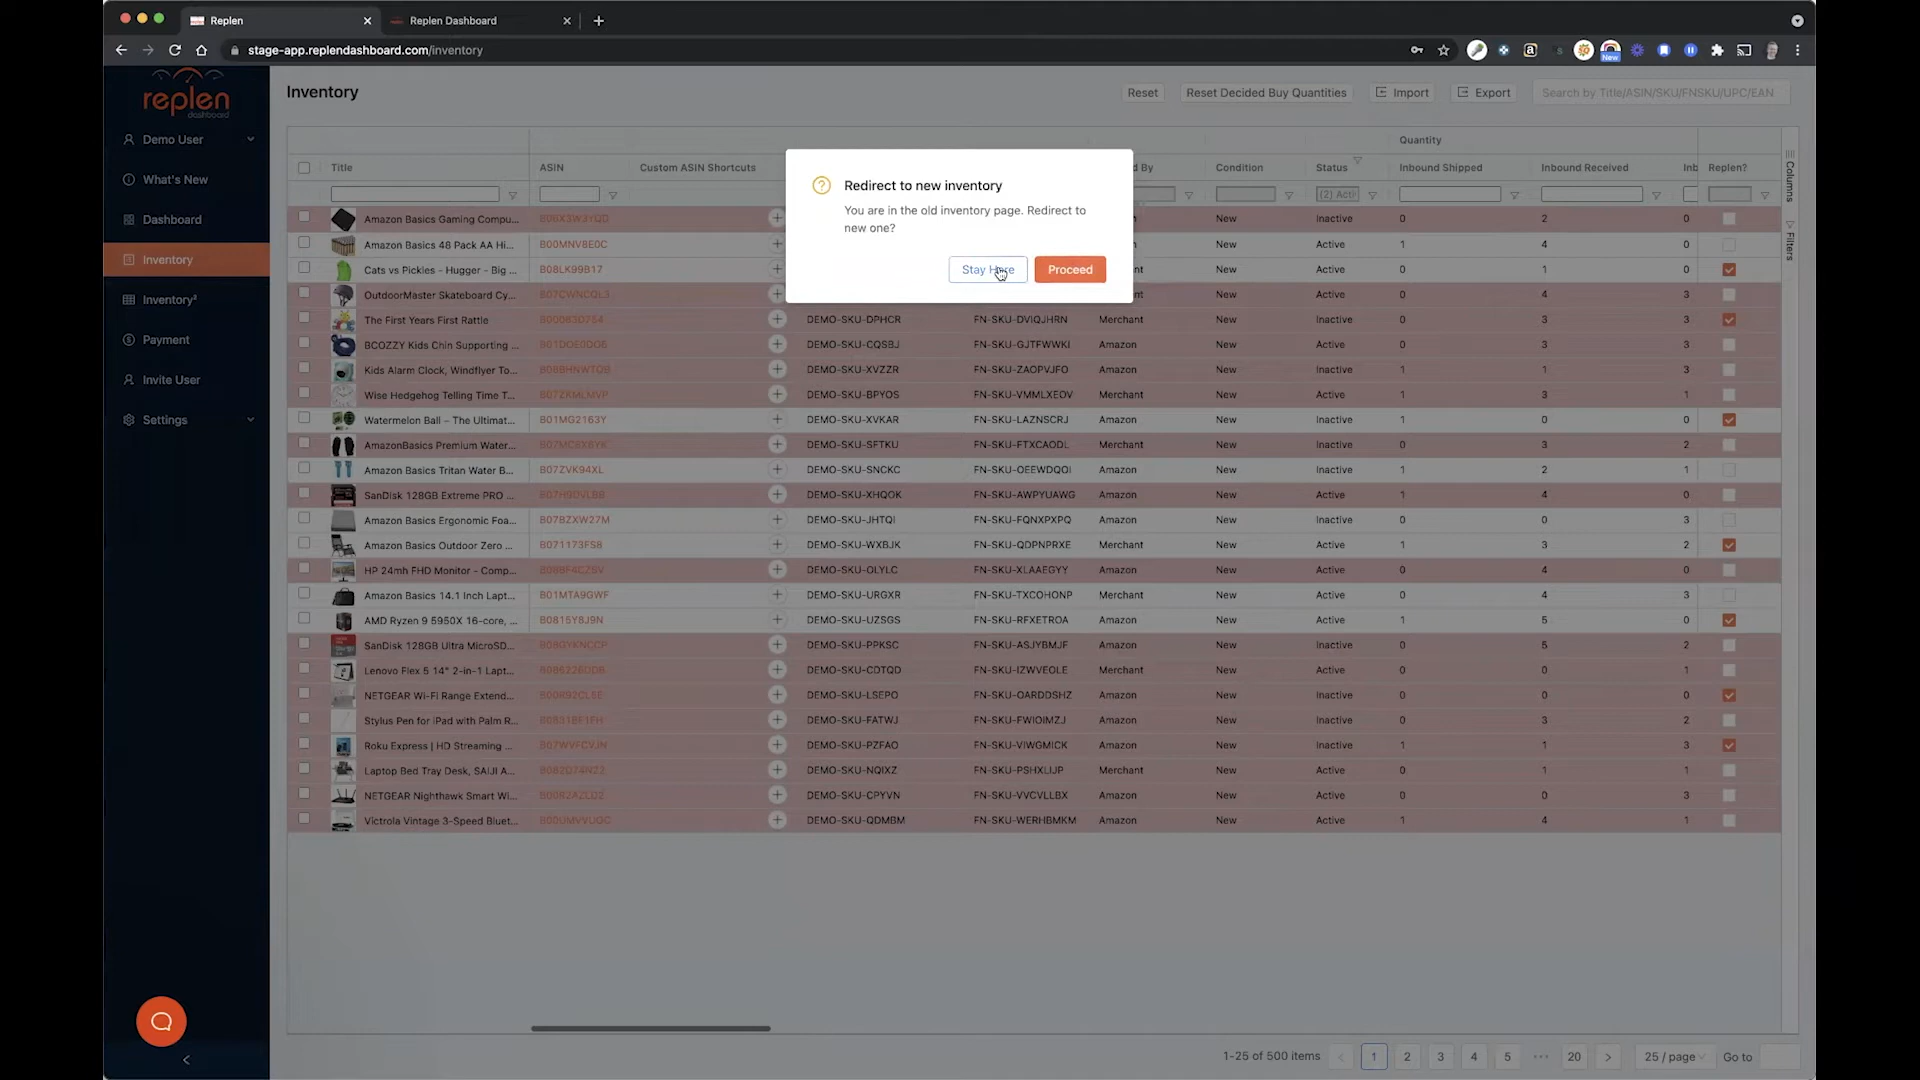 Replen
Replen Dashboard
stage-app.replendashboard.com/inventory
New
replen
dashboard
Demo User
What's New
Dashboard
Inventory
Inventory²
Payment
Invite User
Settings
Inventory
Reset
Reset Decided Buy Quantities
Import
Export
Search by Title/ASIN/SKU/FNSKU/UPC/EAN
Redirect to new inventory
You are in the old inventory page. Redirect to
new one?
Stay Here
Proceed
Quantity
Title ASIN Custom ASIN Shortcuts d By Condition Status Inbound Shipped Inbound Received Inb Replen?
(2) Acti
Columns
Filters
Amazon Basics Gaming Compu... New Inactive 0 2 0
Amazon Basics 48 Pack AA Hi... B00MNV8E0C New Active 1 4 0
Cats vs Pickles - Hugger - Big ... B08LK99B17 New Active 0 1 0
OutdoorMaster Skateboard Cy... B07CWNCQL3 New Active 0 4 3
The First Years First Rattle DEMO-SKU-DPHCR FN-SKU-DVIQJHRN Merchant New Inactive 0 3 3
BCOZZY Kids Chin Supporting ... DEMO-SKU-CQSBJ FN-SKU-GJTFWWKI Amazon New Active 0 3 3
Kids Alarm Clock, Windflyer To... DEMO-SKU-XVZZR FN-SKU-ZAOPVJFO Amazon New Inactive 1 1 3
Wise Hedgehog Telling Time T... B07ZKMLMVP DEMO-SKU-BPYOS FN-SKU-VMMLXEOV Merchant New Active 1 3 1
Watermelon Ball – The Ultimat... B01MG2163Y DEMO-SKU-XVKAR FN-SKU-LAZNSCRJ Amazon New Inactive 1 0 0
AmazonBasics Premium Water... DEMO-SKU-SFTKU FN-SKU-FTXCAODL Merchant New Inactive 0 3 2
Amazon Basics Tritan Water B... B07ZVK94XL DEMO-SKU-SNCKC FN-SKU-OEEWDQOI Amazon New Inactive 1 2 1
SanDisk 128GB Extreme PRO ... DEMO-SKU-XHQOK FN-SKU-AWPYUAWG Amazon New Active 1 4 0
Amazon Basics Ergonomic Foa... B07BZXW27M DEMO-SKU-JHTQI FN-SKU-FQNXPXPQ Amazon New Inactive 0 0 3
Amazon Basics Outdoor Zero ... B071173FS8 DEMO-SKU-WXBJK FN-SKU-QDPNPRXE Merchant New Active 1 3 2
HP 24mh FHD Monitor - Comp... DEMO-SKU-OLYLC FN-SKU-XLAAEGYY Amazon New Active 0 4 0
Amazon Basics 14.1 Inch Lapt... B01MTA9GWF DEMO-SKU-URGXR FN-SKU-TXCOHONP Amazon New Active 0 4 3
AMD Ryzen 9 5950X 16-core, ... B0815Y8J9N DEMO-SKU-UZSGS FN-SKU-RFXETROA Amazon New Active 1 5 0
SanDisk 128GB Ultra MicroSD... DEMO-SKU-PPKSC FN-SKU-ASJYBMJF Amazon New Inactive 0 5 2
Lenovo Flex 5 14" 2-in-1 Lapt... DEMO-SKU-CDTQD FN-SKU-IZWVEOLE Merchant New Active 0 0 1
NETGEAR Wi-Fi Range Extend... DEMO-SKU-LSEPO FN-SKU-OARDDSHZ Amazon New Inactive 0 0 0
Stylus Pen for iPad with Palm R... DEMO-SKU-FATWJ FN-SKU-FWIOIMZJ Amazon New Inactive 0 3 2
Roku Express | HD Streaming ... DEMO-SKU-PZFAO FN-SKU-VIWGMICK Amazon New Inactive 1 1 3
Laptop Bed Tray Desk, SAIJI A... DEMO-SKU-NQIXZ FN-SKU-PSHXLIJP Merchant New Active 0 1 1
NETGEAR Nighthawk Smart Wi... DEMO-SKU-CPYVN FN-SKU-VVCVLLBX Amazon New Active 0 0 3
Victrola Vintage 3-Speed Bluet... DEMO-SKU-QDMBM FN-SKU-WERHBMKM Amazon New Active 1 4 1
1-25 of 500 items
1 2 3 4 5 ••• 20
25 / page
Go to